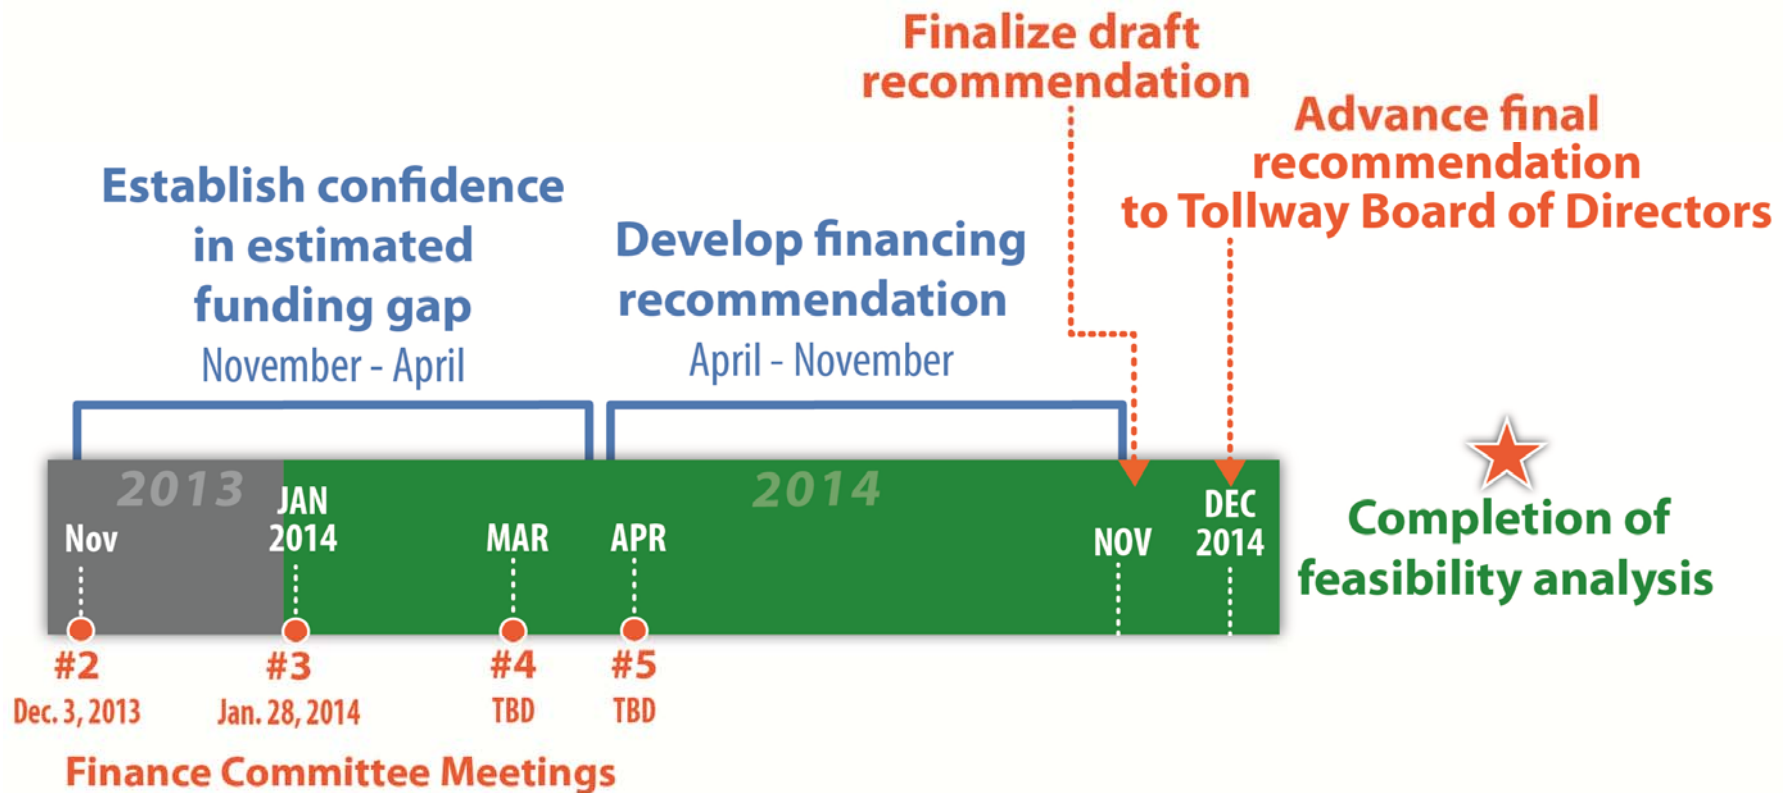 Finalize draft
recommendation
Advance final
recommendation
to Tollway Board of Directors
Establish confidence
in estimated
funding gap
November - April
Develop financing
recommendation
April - November
2013
2014
Nov
JAN
2014
MAR
APR
NOV
DEC
2014
Completion of
feasibility analysis
#2
Dec. 3, 2013
#3
Jan. 28, 2014
#4
TBD
#5
TBD
Finance Committee Meetings